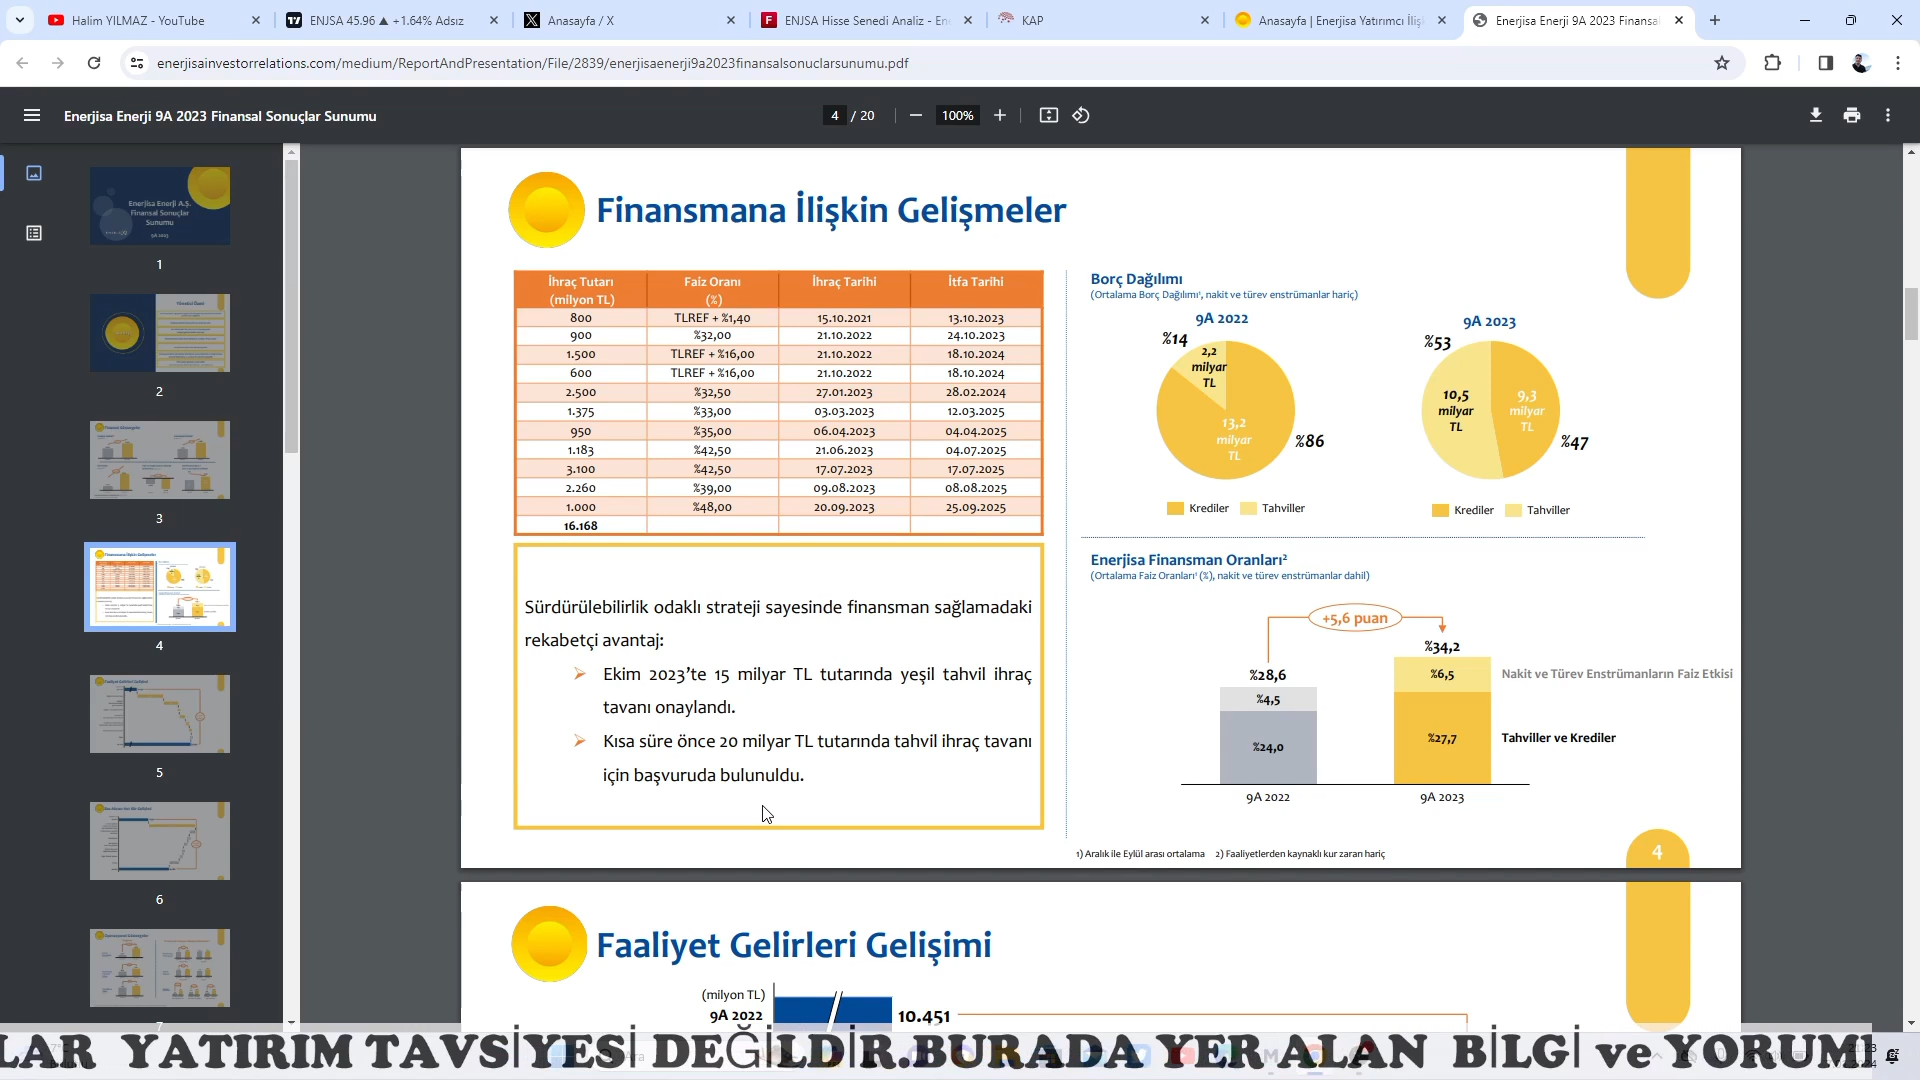 Halim YILMAZ - YouTube
ENJSA 45.96 ▲ +1.64% Adsız
Anasayfa / X
ENJSA Hisse Senedi Analiz - En
KAP
Anasayfa | Enerjisa Yatırımcı İliş
Enerjisa Enerji 9A 2023 Finansa
enerjisainvestorrelations.com/medium/ReportAndPresentation/File/2839/enerjisaenerji9a2023finansalsonuclarsunumu.pdf
Enerjisa Enerji 9A 2023 Finansal Sonuçlar Sunumu
4 / 20
100%
Enerjisa Enerji A.Ş.
Finansal Sonuçlar
Sunumu
9A 2023
1
2
3
4
5
6
7
Finansmana İlişkin Gelişmeler
İhraç Tutarı (milyon TL) Faiz Oranı (%) İhraç Tarihi İtfa Tarihi
800 TLREF + %1,40 15.10.2021 13.10.2023
900 %32,00 21.10.2022 24.10.2023
1.500 TLREF + %16,00 21.10.2022 18.10.2024
600 TLREF + %16,00 21.10.2022 18.10.2024
2.500 %32,50 27.01.2023 28.02.2024
1.375 %33,00 03.03.2023 12.03.2025
950 %35,00 06.04.2023 04.04.2025
1.183 %42,50 21.06.2023 04.07.2025
3.100 %42,50 17.07.2023 17.07.2025
2.260 %39,00 09.08.2023 08.08.2025
1.000 %48,00 20.09.2023 25.09.2025
16.168
Sürdürülebilirlik odaklı strateji sayesinde finansman sağlamadaki
rekabetçi avantaj:
➢ Ekim 2023’te 15 milyar TL tutarında yeşil tahvil ihraç
tavanı onaylandı.
➢ Kısa süre önce 20 milyar TL tutarında tahvil ihraç tavanı
için başvuruda bulunuldu.
Borç Dağılımı
(Ortalama Borç Dağılımı¹, nakit ve türev enstrümanlar hariç)
9A 2022
%14
2,2
milyar
TL
13,2
milyar
TL
%86
Krediler Tahviller
9A 2023
%53
10,5
milyar
TL
9,3
milyar
TL
%47
Krediler Tahviller
Enerjisa Finansman Oranları²
(Ortalama Faiz Oranları¹ (%), nakit ve türev enstrümanlar dahil)
+5,6 puan
%28,6
%4,5
%24,0
%34,2
%6,5
%27,7
Nakit ve Türev Enstrümanların Faiz Etkisi
Tahviller ve Krediler
9A 2022
9A 2023
1) Aralık ile Eylül arası ortalama 2) Faaliyetlerden kaynaklı kur zararı hariç
4
Faaliyet Gelirleri Gelişimi
(milyon TL)
9A 2022
10.451
LAR YATIRIM TAVSİYESİ DEĞİLDİR.BURADA YER ALAN BİLGİ ve YORUML